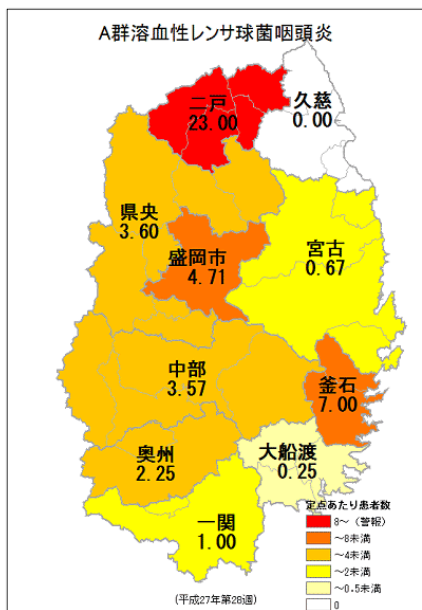 A群溶血性レンサ球菌咽頭炎
二戸
23.00
久慈
0.00
県央
3.60
盛岡市
4.71
宮古
0.67
中部
3.57
釜石
7.00
奥州
2.25
大船渡
0.25
一関
1.00
定点あたり患者数
8～（警報）
～8未満
～4未満
～2未満
～0.5未満
0
(平成27年第28週)